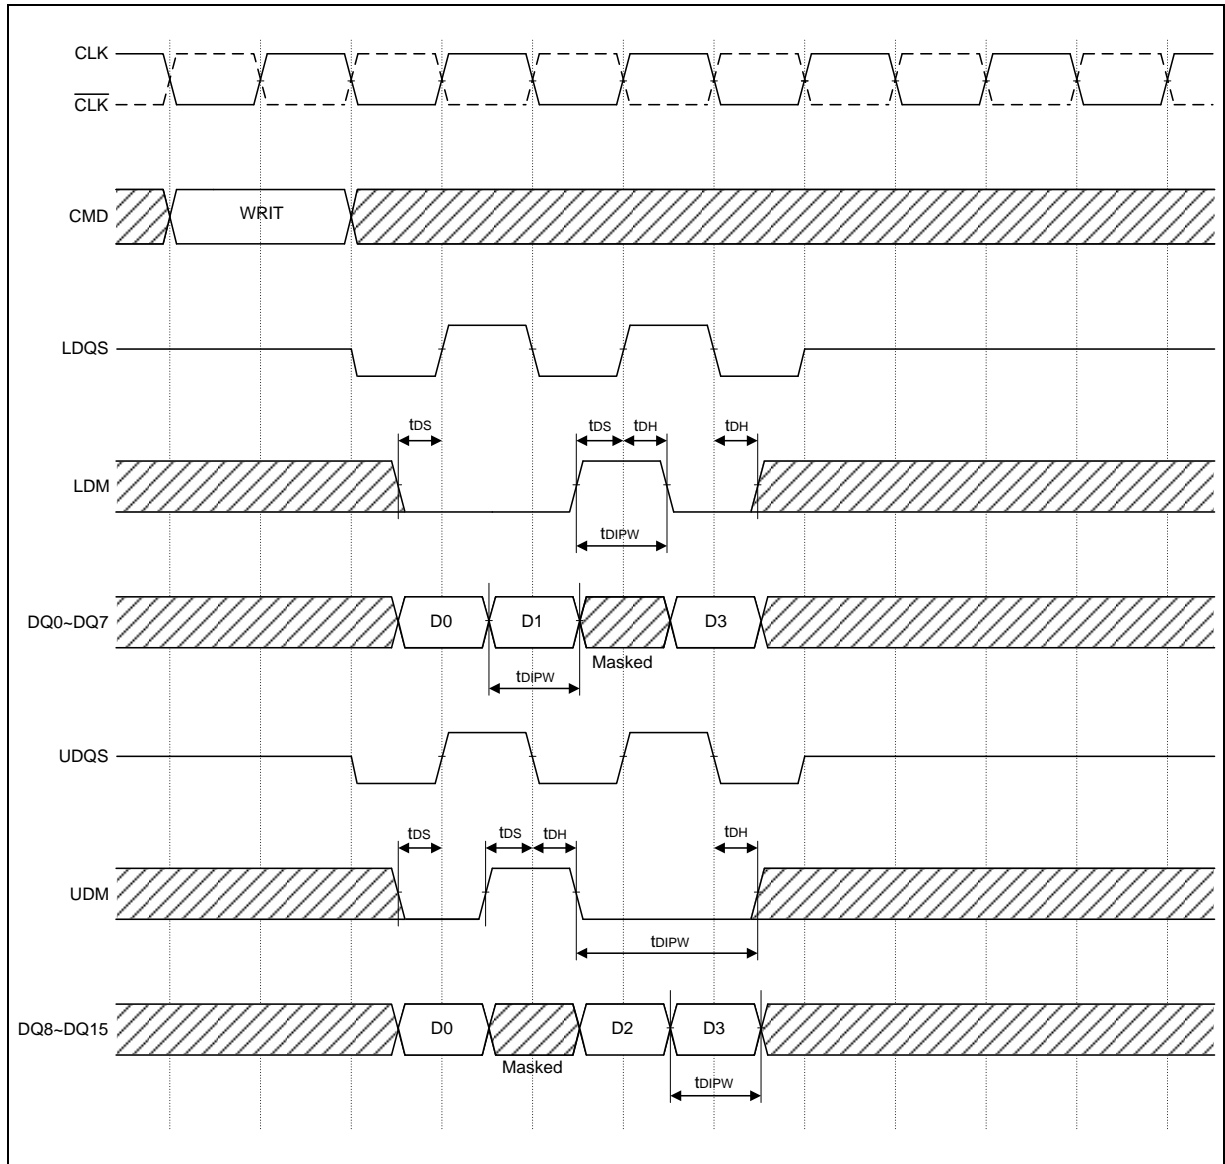 CLK
CLK
CMD
WRIT
LDQS
tDS
tDS
tDH
tDH
LDM
tDIPW
DQ0~DQ7
D0
D1
D3
Masked
tDIPW
UDQS
tDS
tDS
tDH
tDH
UDM
tDIPW
DQ8~DQ15
D0
D2
D3
Masked
tDIPW